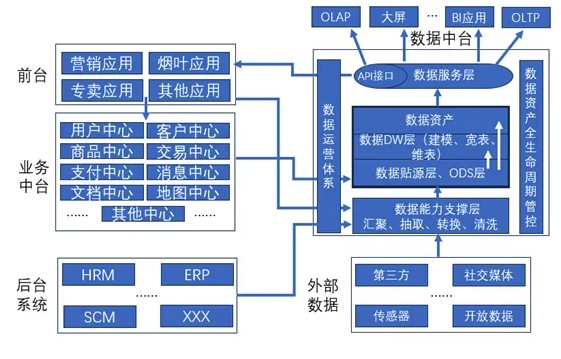 OLAP
大屏
...
BI应用
OLTP
数据中台
前台
营销应用
烟叶应用
专卖应用
其他应用
API接口
数据服务层
数据运营体系
数据资产
数据DW层（建模、宽表、
维表）
数据贴源层、ODS层
数据能力支撑层
汇聚、抽取、转换、清洗
数据资产全生命周期管控
业务
中台
用户中心
客户中心
商品中心
交易中心
支付中心
消息中心
文档中心
地图中心
......
其他中心
......
后台
系统
HRM
ERP
......
SCM
XXX
外部
数据
第三方
社交媒体
......
......
传感器
开放数据